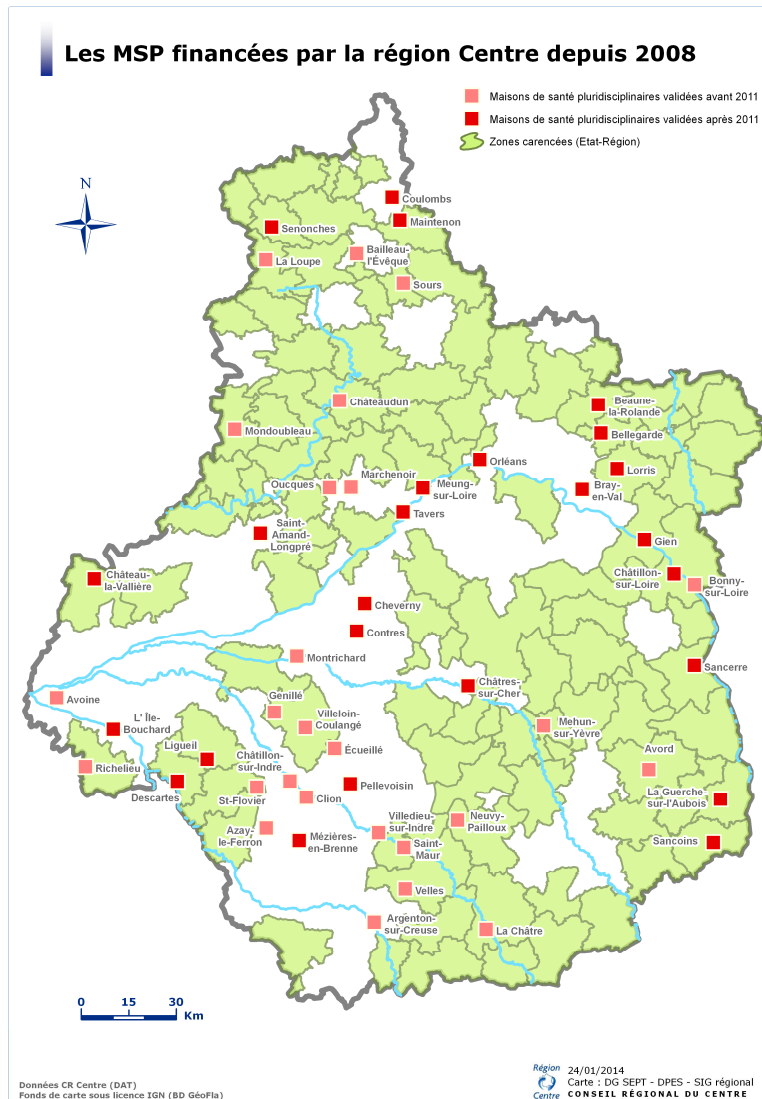 Les MSP financées par la région Centre depuis 2008
Maisons de santé pluridisciplinaires validées avant 2011
Maisons de santé pluridisciplinaires validées après 2011
Zones carencées (Etat-Région)
N
Coulombs
Maintenon
Senonches
Bailleau-
l'Évêque
La Loupe
Sours
Châteaudun
Beaune-
la-Rolande
Mondoubleau
Bellegarde
Orléans
Lorris
Marchenoir
Oucques
Meung-
sur-Loire
Bray-
en-Val
Tavers
Saint-
Amand-
Longpré
Gien
Château-
la-Vallière
Châtillon-
sur-Loire
Bonny-
sur-Loire
Cheverny
Contres
Montrichard
Sancerre
Châtres-
sur-Cher
Avoine
Genillé
Villeloin-
Coulangé
L' Île-
Bouchard
Mehun-
sur-Yèvre
Ligueil
Écueillé
Avord
Richelieu
Châtillon-
sur-Indre
Pellevoisin
La Guerche
sur-l'Aubois
Descartes
St-Flovier
Clion
Villedieu-
sur-Indre
Neuvy-
Pailloux
Azay-
le-Ferron
Mézières-
en-Brenne
Saint-
Maur
Sancoins
Velles
Argenton-
sur-Creuse
La Châtre
0 15 30
Km
Données CR Centre (DAT)
Fonds de carte sous licence IGN (BD GéoFla)
Région
Centre
24/01/2014
Carte : DG SEPT - DPES - SIG régional
CONSEIL RÉGIONAL DU CENTRE